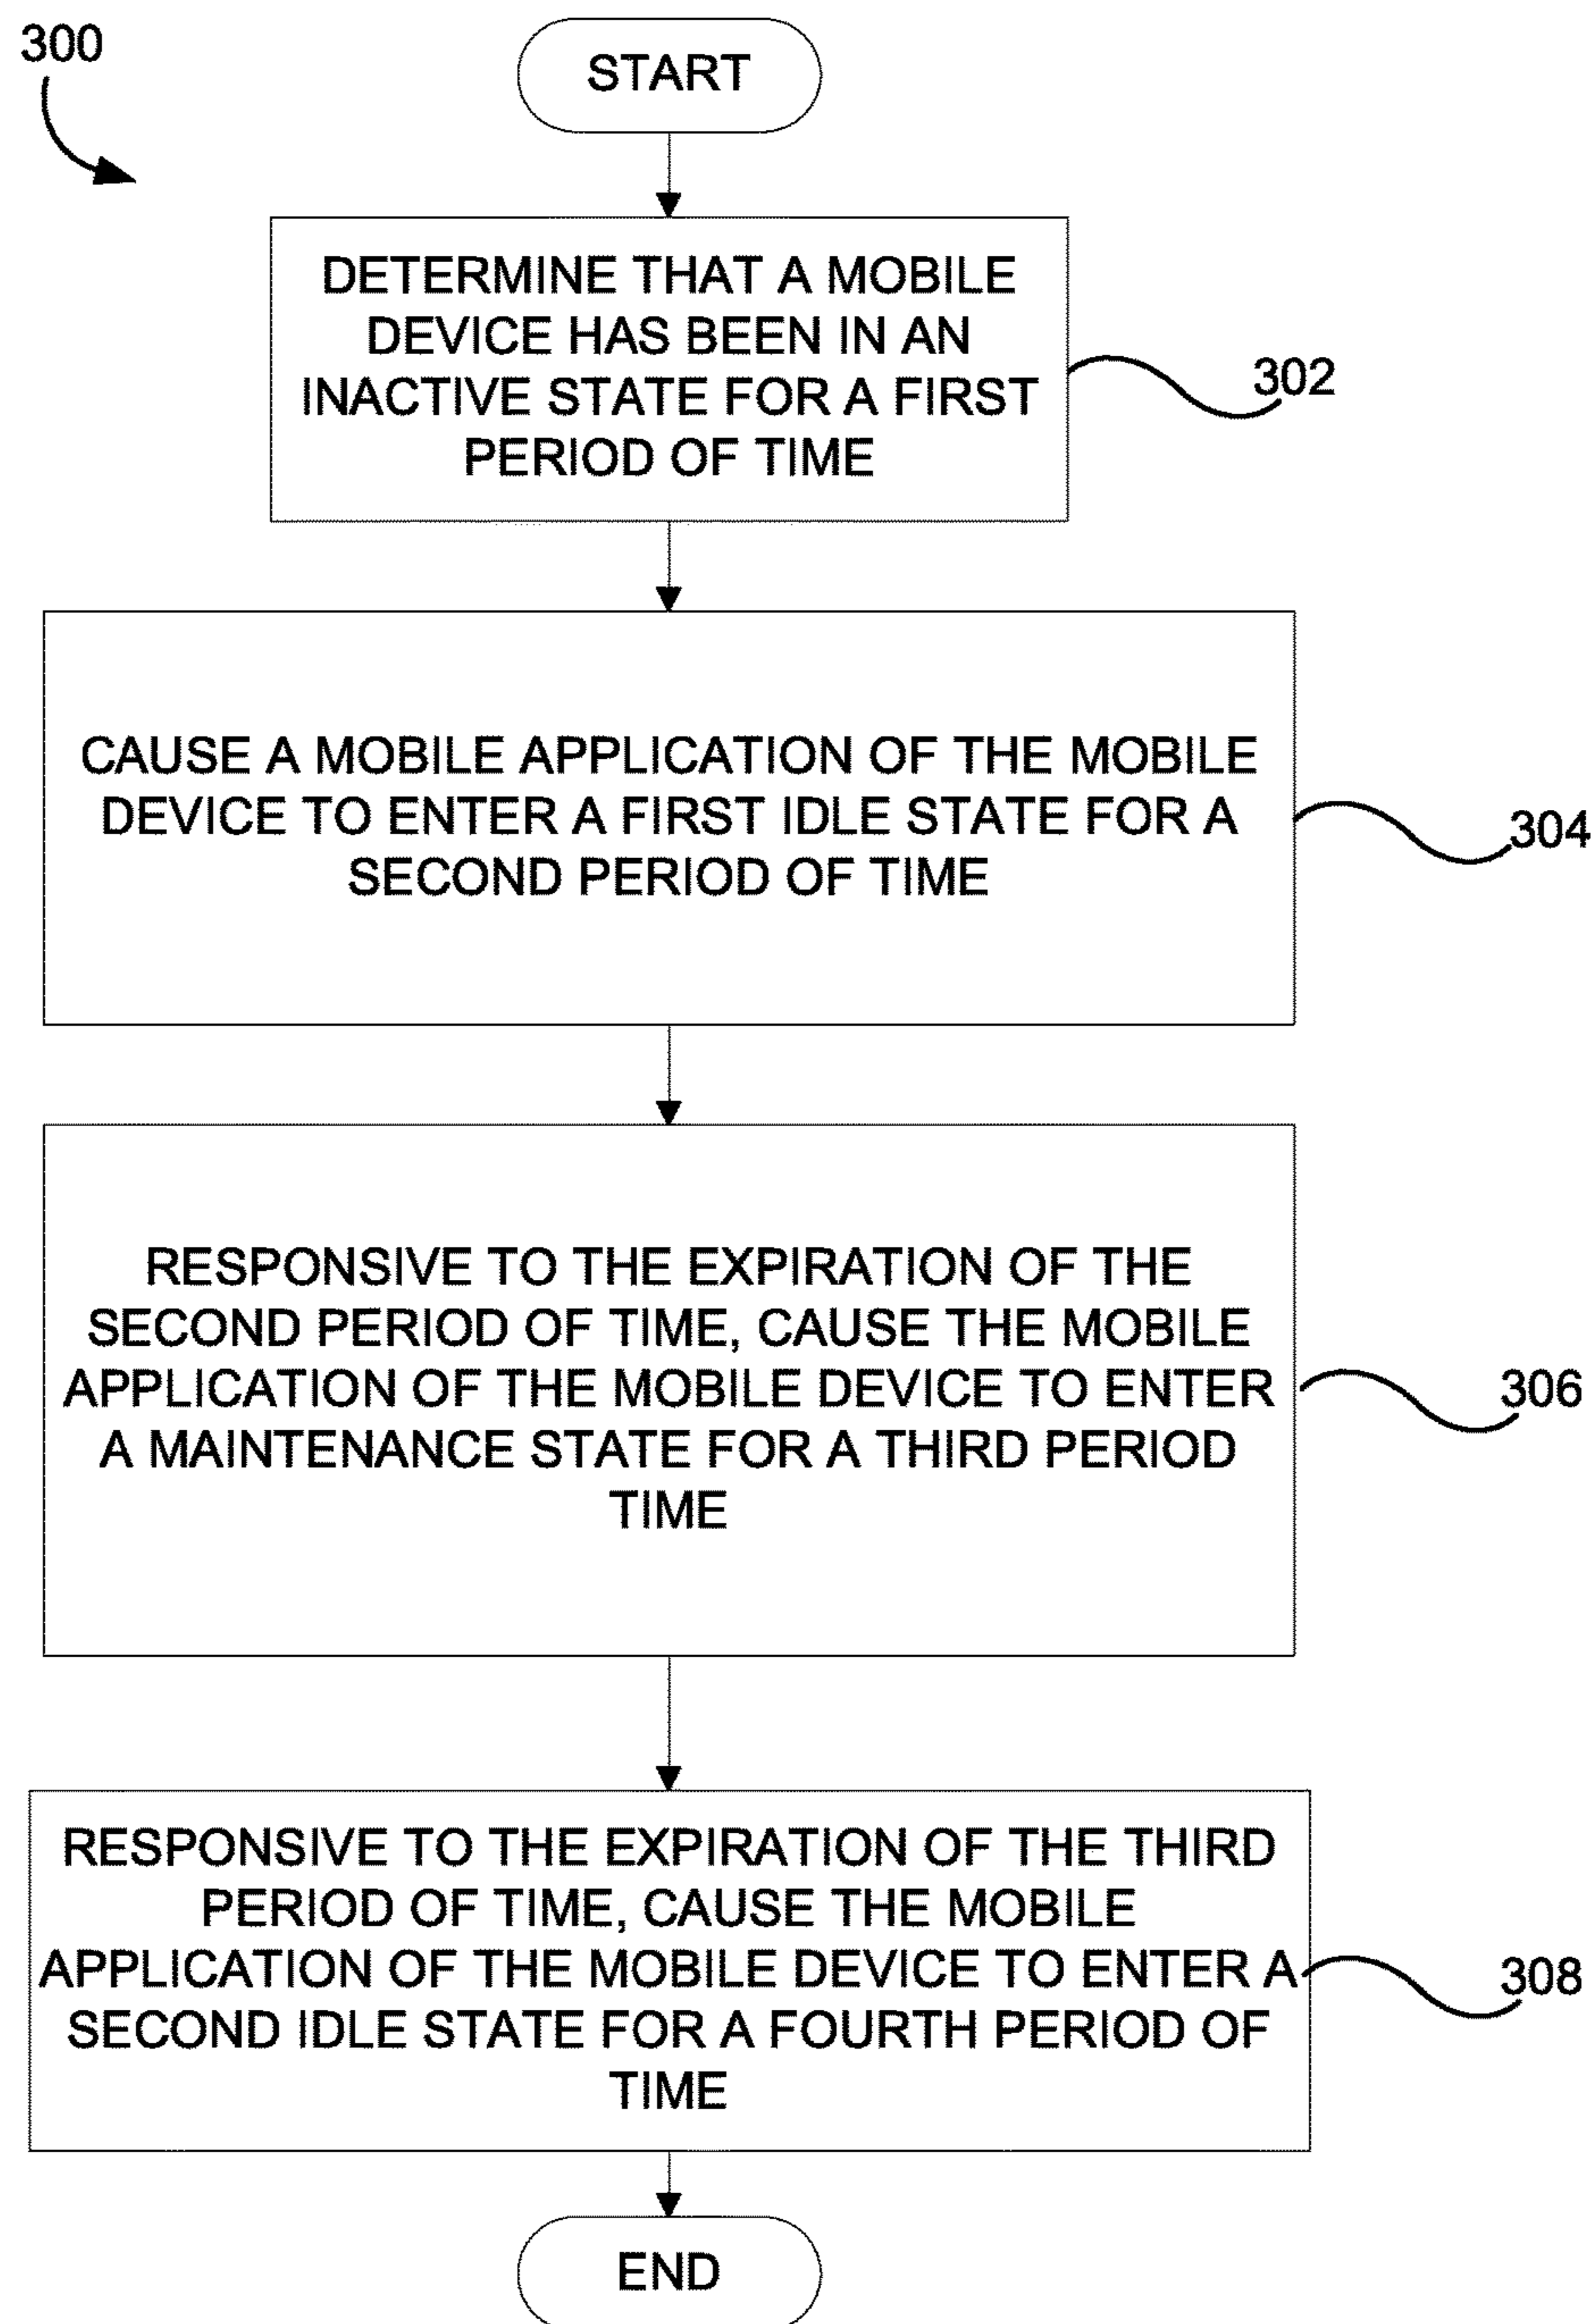 300
START
DETERMINE THAT A MOBILE
DEVICE HAS BEEN IN AN
INACTIVE STATE FOR A FIRST
PERIOD OF TIME
302
CAUSE A MOBILE APPLICATION OF THE MOBILE
DEVICE TO ENTER A FIRST IDLE STATE FOR A
SECOND PERIOD OF TIME
304
RESPONSIVE TO THE EXPIRATION OF THE
SECOND PERIOD OF TIME, CAUSE THE MOBILE
APPLICATION OF THE MOBILE DEVICE TO ENTER
A MAINTENANCE STATE FOR A THIRD PERIOD
TIME
306
RESPONSIVE TO THE EXPIRATION OF THE THIRD
PERIOD OF TIME, CAUSE THE MOBILE
APPLICATION OF THE MOBILE DEVICE TO ENTER A
SECOND IDLE STATE FOR A FOURTH PERIOD OF
TIME
308
END